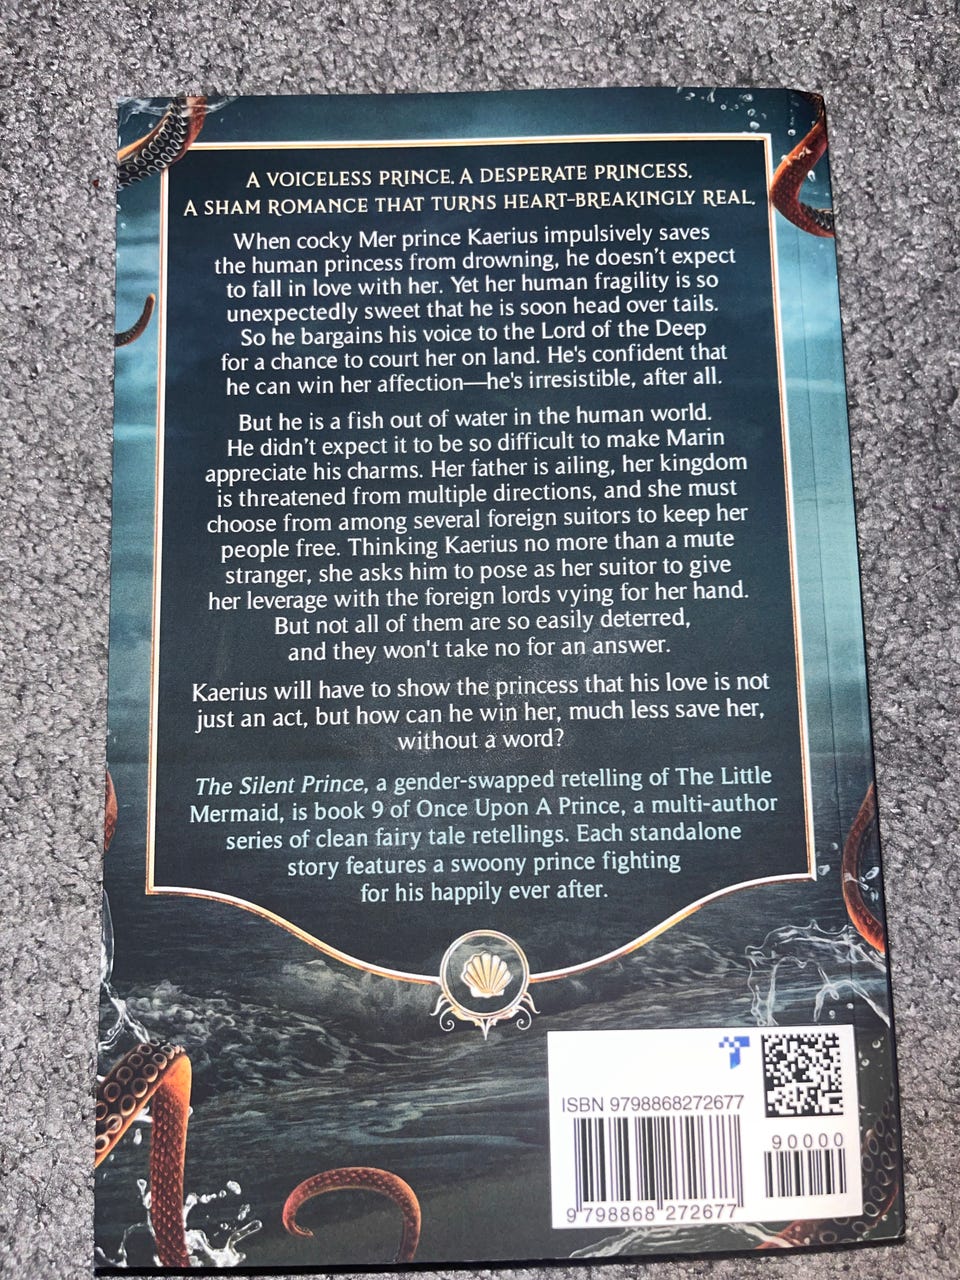 A VOICELESS PRINCE. A DESPERATE PRINCESS.
A SHAM ROMANCE THAT TURNS HEART-BREAKINGLY REAL.
When cocky Mer prince Kaerius impulsively saves
the human princess from drowning, he doesn't expect
to fall in love with her. Yet her human fragility is so
unexpectedly sweet that he is soon head over tails.
So he bargains his voice to the Lord of the Deep
for a chance to court her on land. He's confident that
he can win her affection—he's irresistible, after all.
But he is a fish out of water in the human world.
He didn't expect it to be so difficult to make Marin
appreciate his charms. Her father is ailing, her kingdom
is threatened from multiple directions, and she must
choose from among several foreign suitors to keep her
people free. Thinking Kaerius no more than a mute
stranger, she asks him to pose as her suitor to give
her leverage with the foreign lords vying for her hand.
But not all of them are so easily deterred,
and they won't take no for an answer.
Kaerius will have to show the princess that his love is not
just an act, but how can he win her, much less save her,
without a word?
The Silent Prince, a gender-swapped retelling of The Little
Mermaid, is book 9 of Once Upon A Prince, a multi-author
series of clean fairy tale retellings. Each standalone
story features a swoony prince fighting
for his happily ever after.
ISBN 9798868272677
90000
9 798868 272677